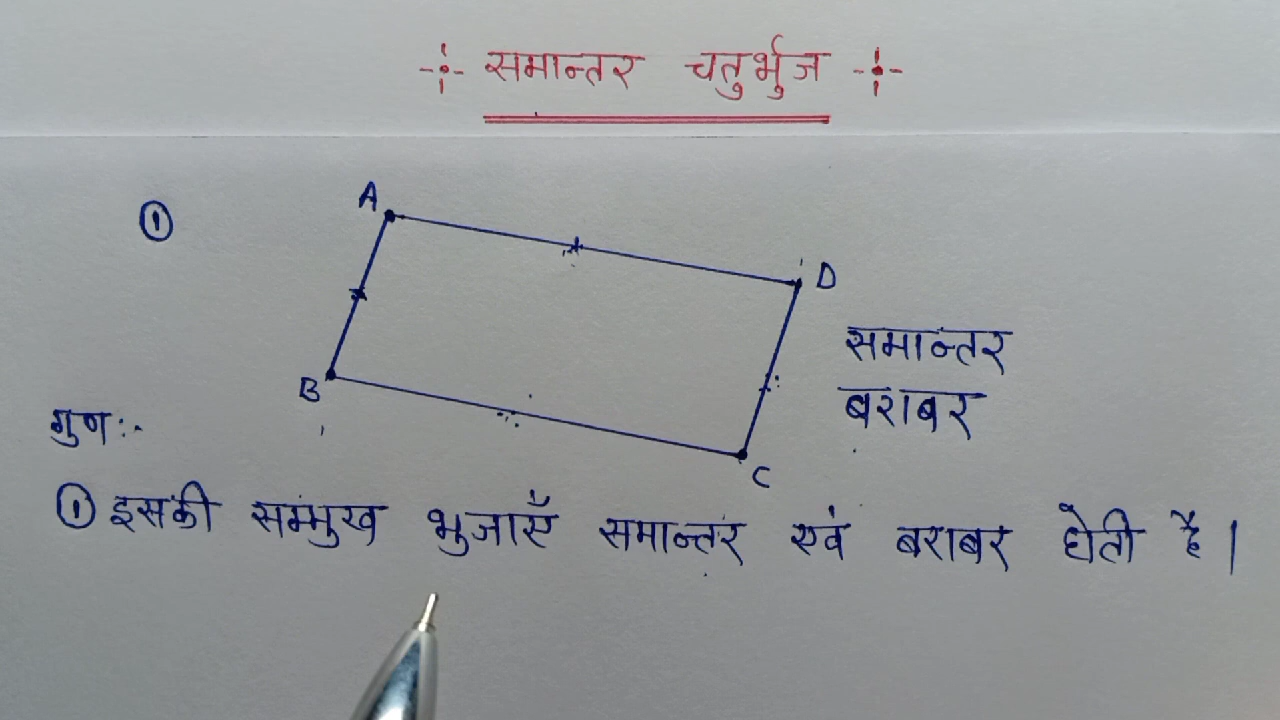 समान्तर चतुर्भुज
①
A
D
B
C
समान्तर
बराबर
गुण:-
① इसकी सम्मुख भुजाएँ समान्तर एवं बराबर होती है।